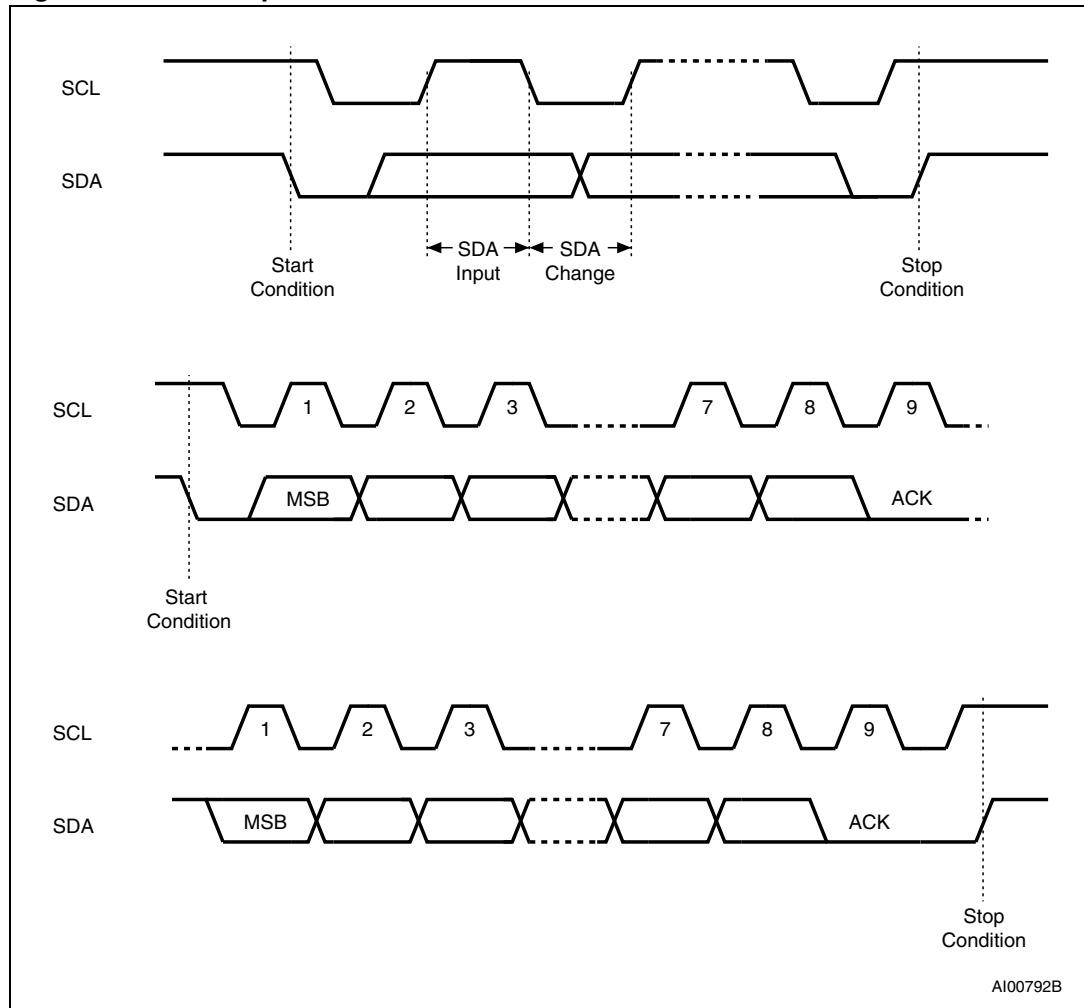 SCL
SDA
SDA
Input
SDA
Change
Start
Condition
Stop
Condition
SCL
1 2 3 7 8 9
SDA
MSB ACK
Start
Condition
SCL
1 2 3 7 8 9
SDA
MSB ACK
Stop
Condition
AI00792B